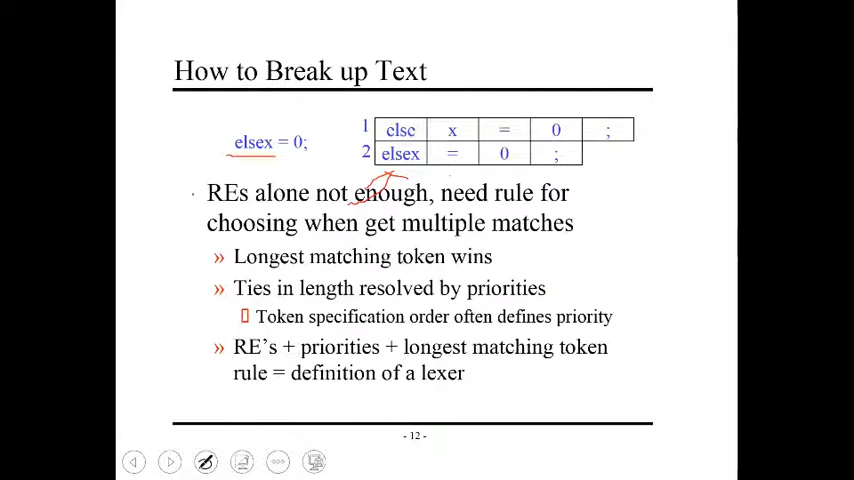 How to Break up Text
elsex = 0;
1 else x = 0 ;
2 elsex = 0 ;
REs alone not enough, need rule for
choosing when get multiple matches
» Longest matching token wins
» Ties in length resolved by priorities
Token specification order often defines priority
» RE's + priorities + longest matching token
rule = definition of a lexer
- 12 -